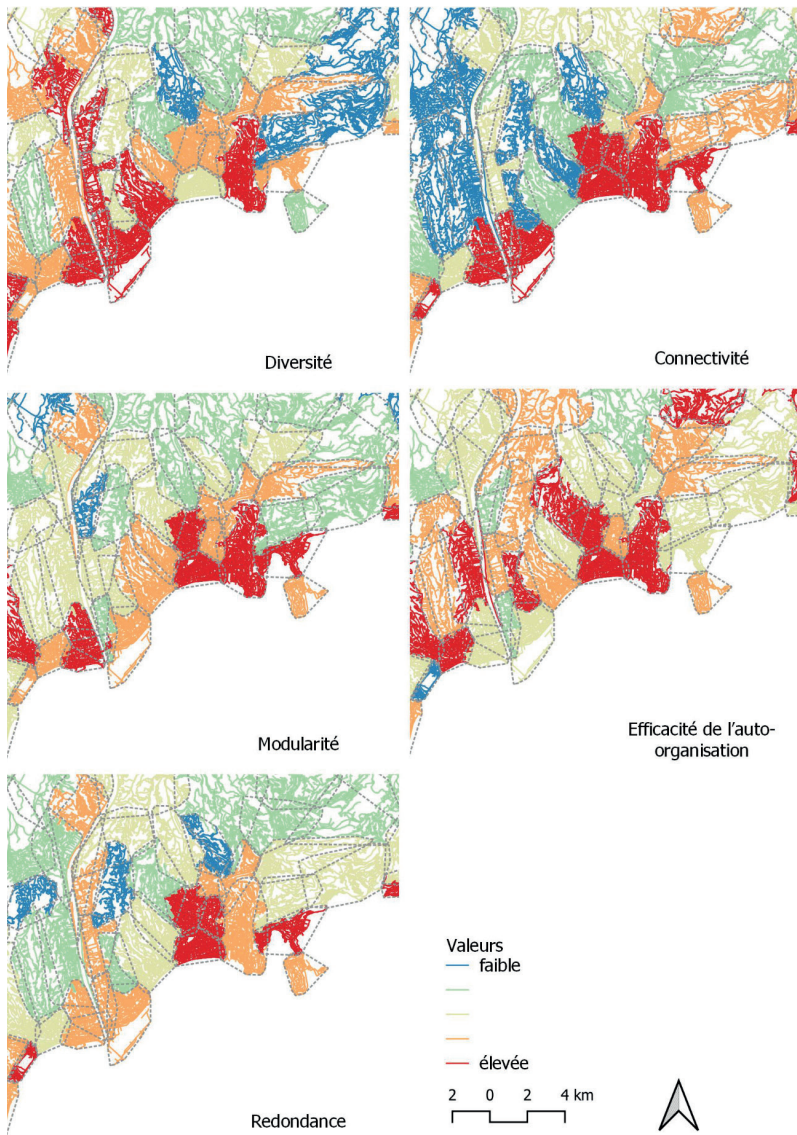 Diversité
Connectivité
Modularité
Efficacité de l'auto-
organisation
Redondance
Valeurs
faible
élevée
2 0 2 4 km